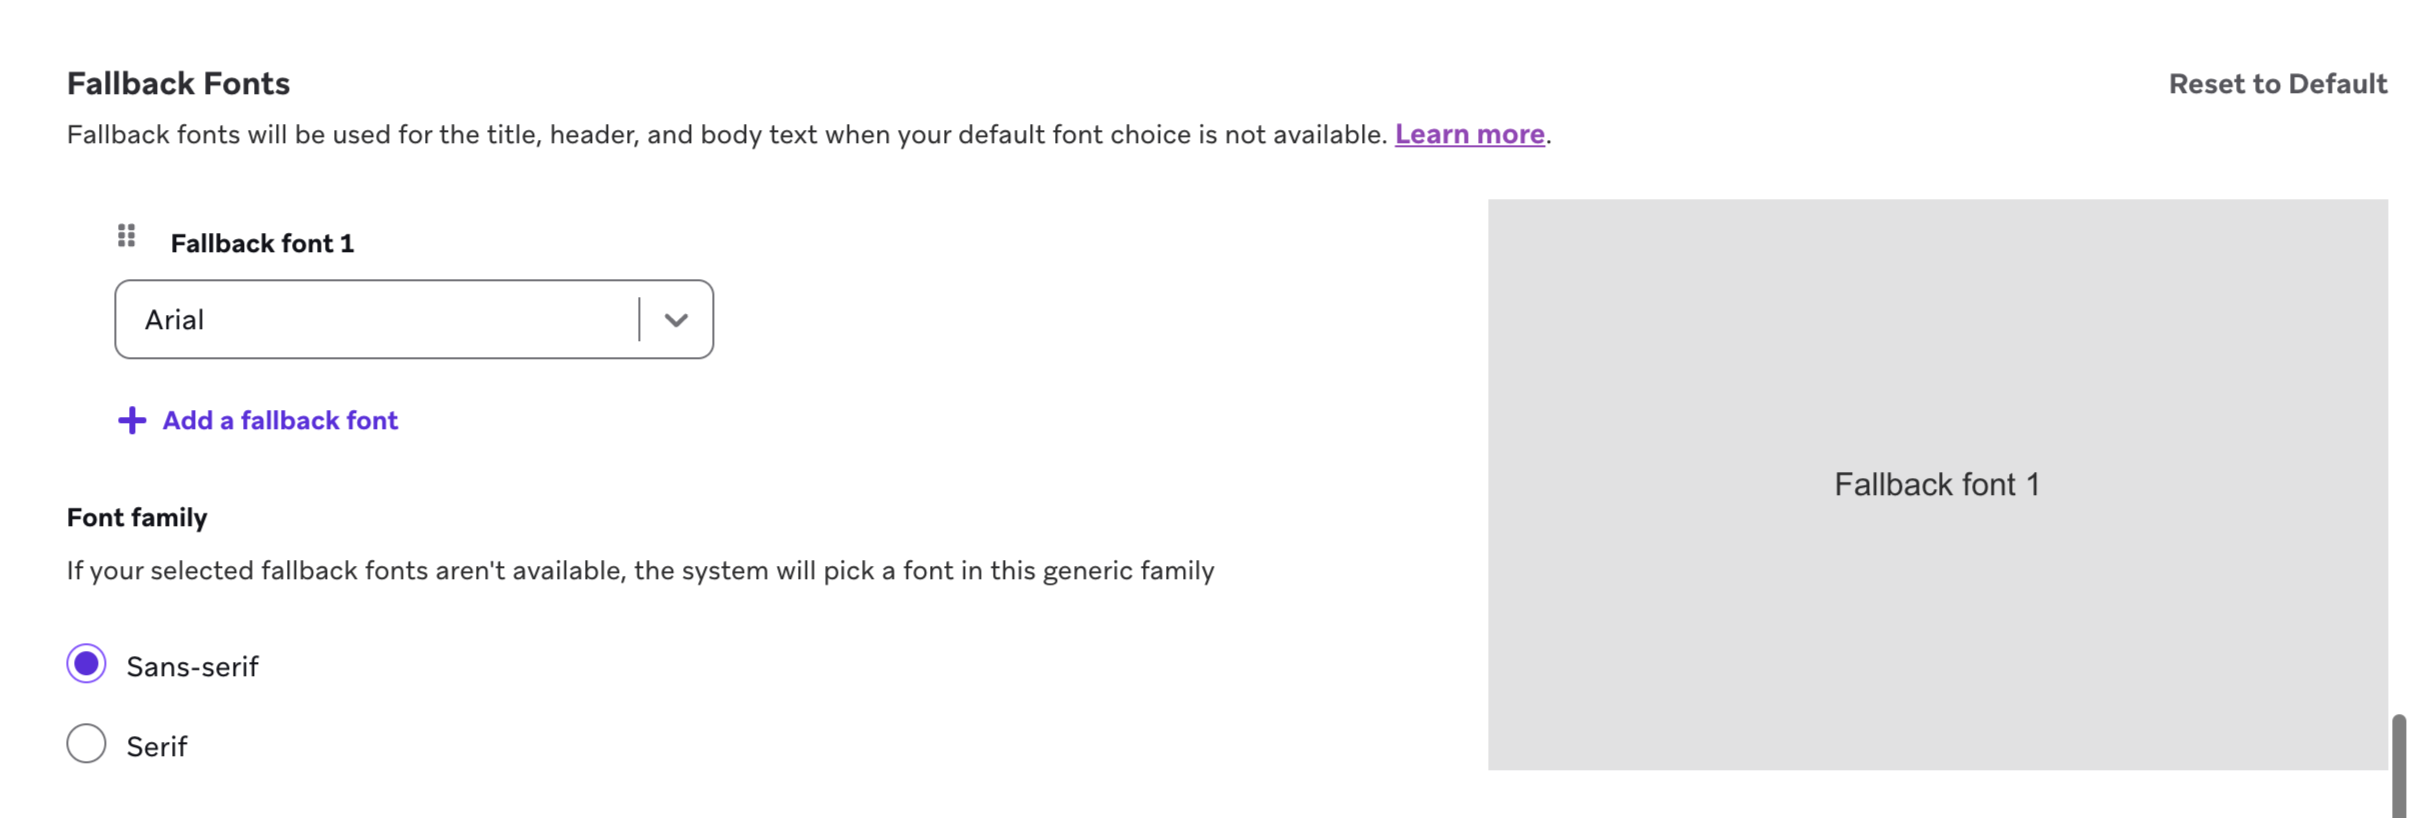 Fallback Fonts
Reset to Default
Fallback fonts will be used for the title, header, and body text when your default font choice is not available. Learn more.
Fallback font 1
Arial
Add a fallback font
Fallback font 1
Font family
If your selected fallback fonts aren't available, the system will pick a font in this generic family
Sans-serif
Serif